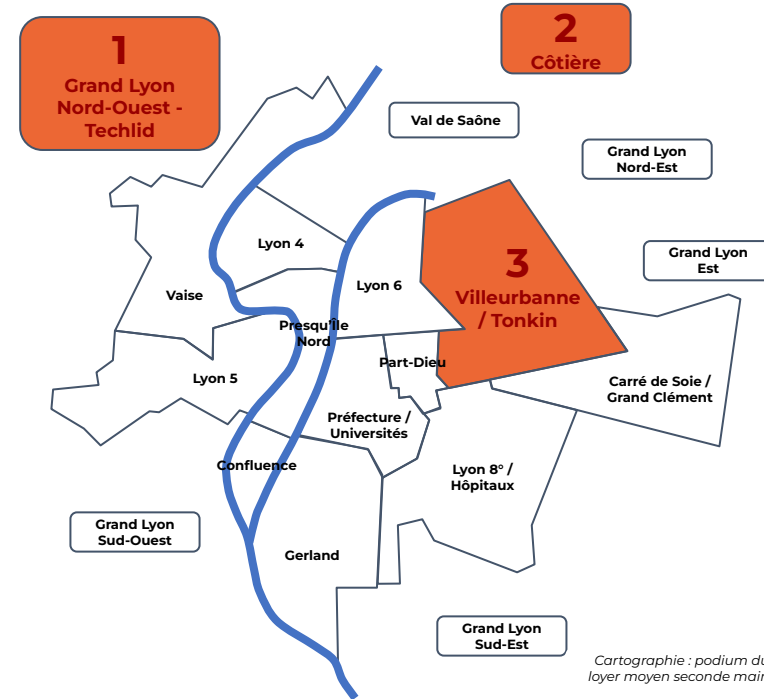 1
Grand Lyon
Nord-Ouest -
Techlid
2
Côtière
Val de Saône
Grand Lyon
Nord-Est
Lyon 4
Grand Lyon
Est
3
Villeurbanne
/ Tonkin
Lyon 6
Vaise
Presqu'île
Nord
Part-Dieu
Lyon 5
Carré de Soie /
Grand Clément
Préfecture /
Universités
Confluence
Lyon 8° /
Hôpitaux
Grand Lyon
Sud-Ouest
Gerland
Grand Lyon
Sud-Est
Cartographie : podium du
loyer moyen seconde main